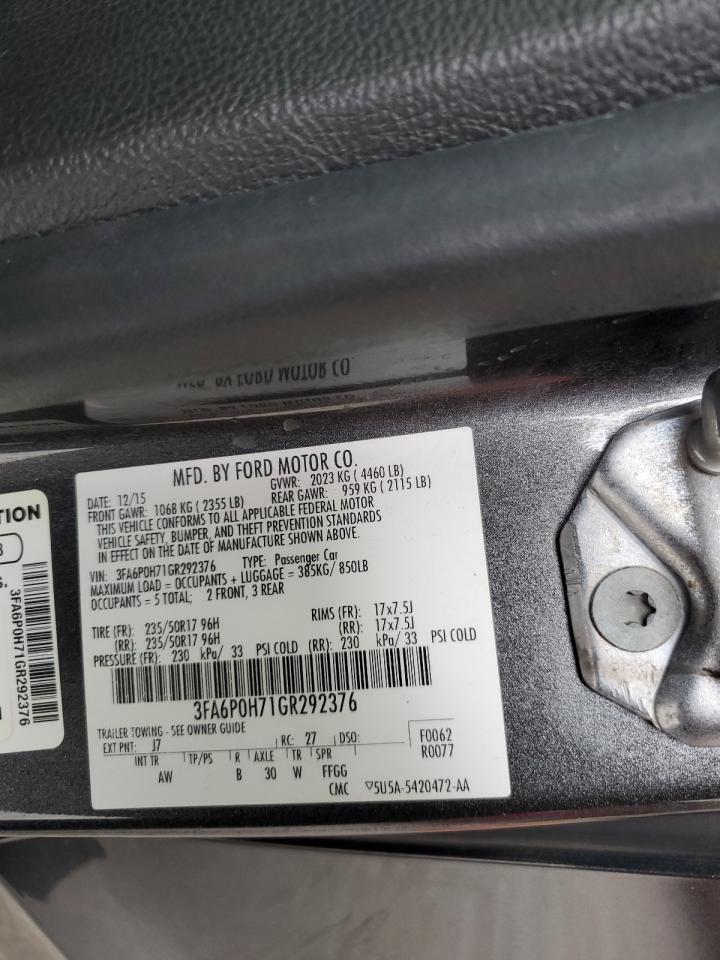 MFD. BY FORD MOTOR CO.
MFD. BY FORD MOTOR CO.
MFD. BY FORD MOTOR CO.
DATE: 12/15 GVWR: 2023 KG ( 4460 LB)
FRONT GAWR: 1068 KG ( 2355 LB) REAR GAWR: 959 KG ( 2115 LB)
THIS VEHICLE CONFORMS TO ALL APPLICABLE FEDERAL MOTOR
VEHICLE SAFETY, BUMPER, AND THEFT PREVENTION STANDARDS
IN EFFECT ON THE DATE OF MANUFACTURE SHOWN ABOVE.
VIN: 3FA6P0H71GR292376 TYPE: Passenger Car
MAXIMUM LOAD = OCCUPANTS + LUGGAGE = 385KG/ 850LB
OCCUPANTS = 5 TOTAL; 2 FRONT, 3 REAR
TIRE (FR): 235/50R17 96H RIMS (FR): 17x7.5J
(RR): 235/50R17 96H (RR): 17x7.5J
PRESSURE (FR): 230 kPa/ 33 PSI COLD (RR): 230 kPa/ 33 PSI COLD
3FA6P0H71GR292376
TRAILER TOWING - SEE OWNER GUIDE
EXT PNT: J7 RC: 27 DSO: F0062
INT TR TP/PS R AXLE TR SPR R0077
AW B 30 W FFGG
CMC ▽5U5A-5420472-AA
TION
3
S.
3FA6P0H71GR292376